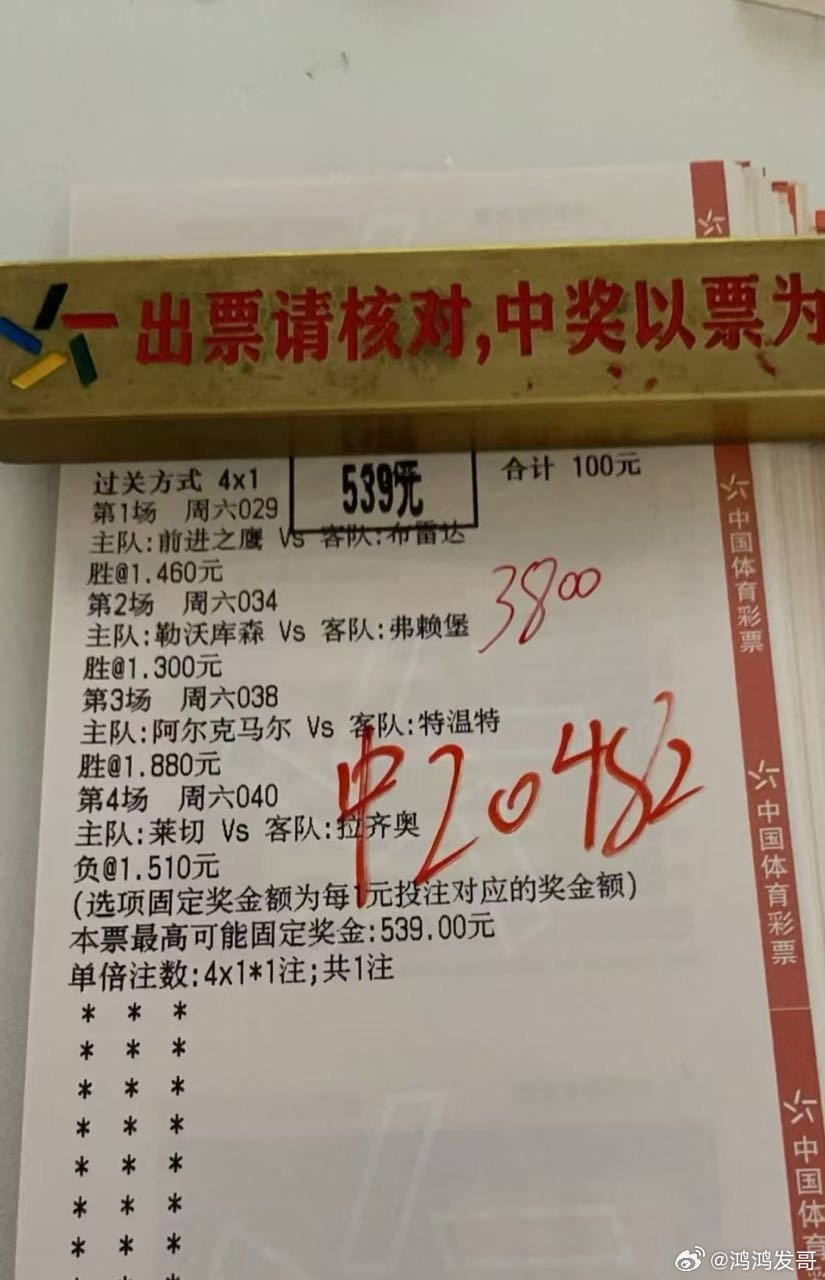 出票请核对,中奖以票为
过关方式 4x1
539元
合计 100元
第1场 周六029
主队:前进之鹰 Vs 客队:布雷达
胜@1.460元
第2场 周六034
主队:勒沃库森 Vs 客队:弗赖堡
胜@1.300元
3800
第3场 周六038
主队:阿尔克马尔 Vs 客队:特温特
胜@1.880元
第4场 周六040
主队:莱切 Vs 客队:拉齐奥
负@1.510元
中20482
(选项固定奖金额为每1元投注对应的奖金额)
本票最高可能固定奖金:539.00元
单倍注数:4x1*1注;共1注
* * *
* * *
* * *
* * *
* * *
* * *
* * *
中国体育彩票
中国体育彩票
中国体育
@鸿鸿发哥